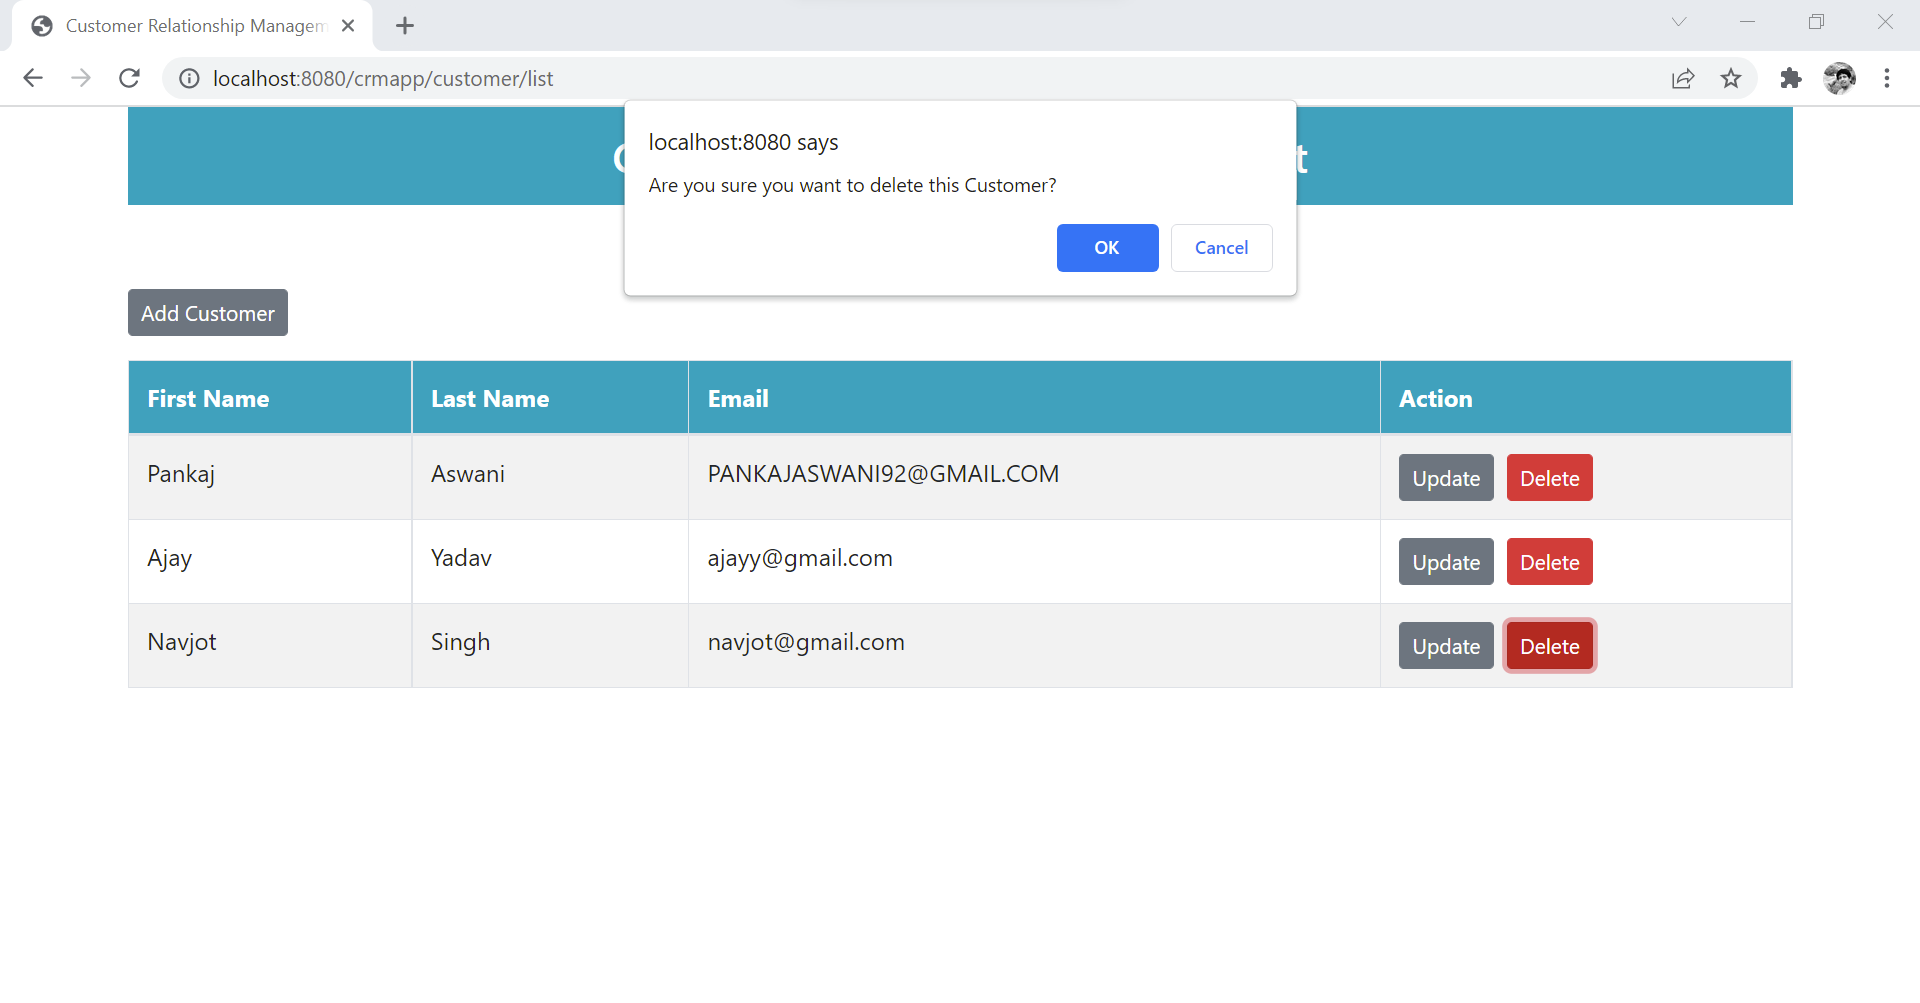 Customer Relationship Managem
localhost:8080/crmapp/customer/list
localhost:8080 says
Are you sure you want to delete this Customer?
OK Cancel
Add Customer
First Name Last Name Email Action
Pankaj Aswani PANKAJASWANI92@GMAIL.COM Update Delete
Ajay Yadav ajayy@gmail.com Update Delete
Navjot Singh navjot@gmail.com Update Delete